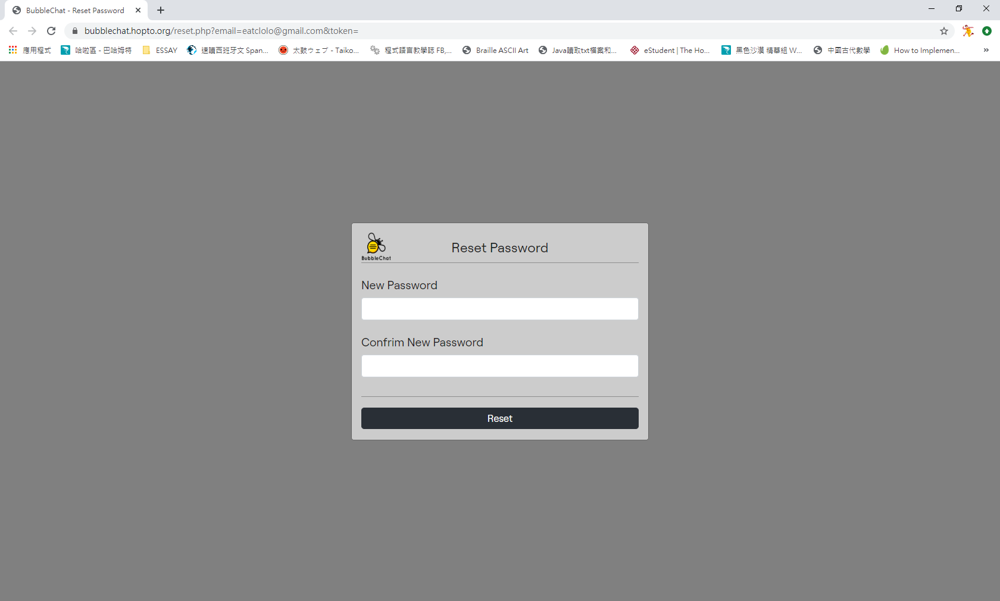 BubbleChat - Reset Password
bubblechat.hopto.org/reset.php?email=eatclolo@gmail.com&token=
應用程式 哈啦區 - 巴哈姆特 ESSAY 速讀西班牙文 Span... 太鼓ウェブ - Taiko... 程式語言教學誌 FB,... Braille ASCII Art Java讀取txt檔案和... eStudent | The Ho... 黑色沙漠 精華組 W... 中國古代數學 How to Implemen... »
BubbleChat
Reset Password
New Password
Confrim New Password
Reset